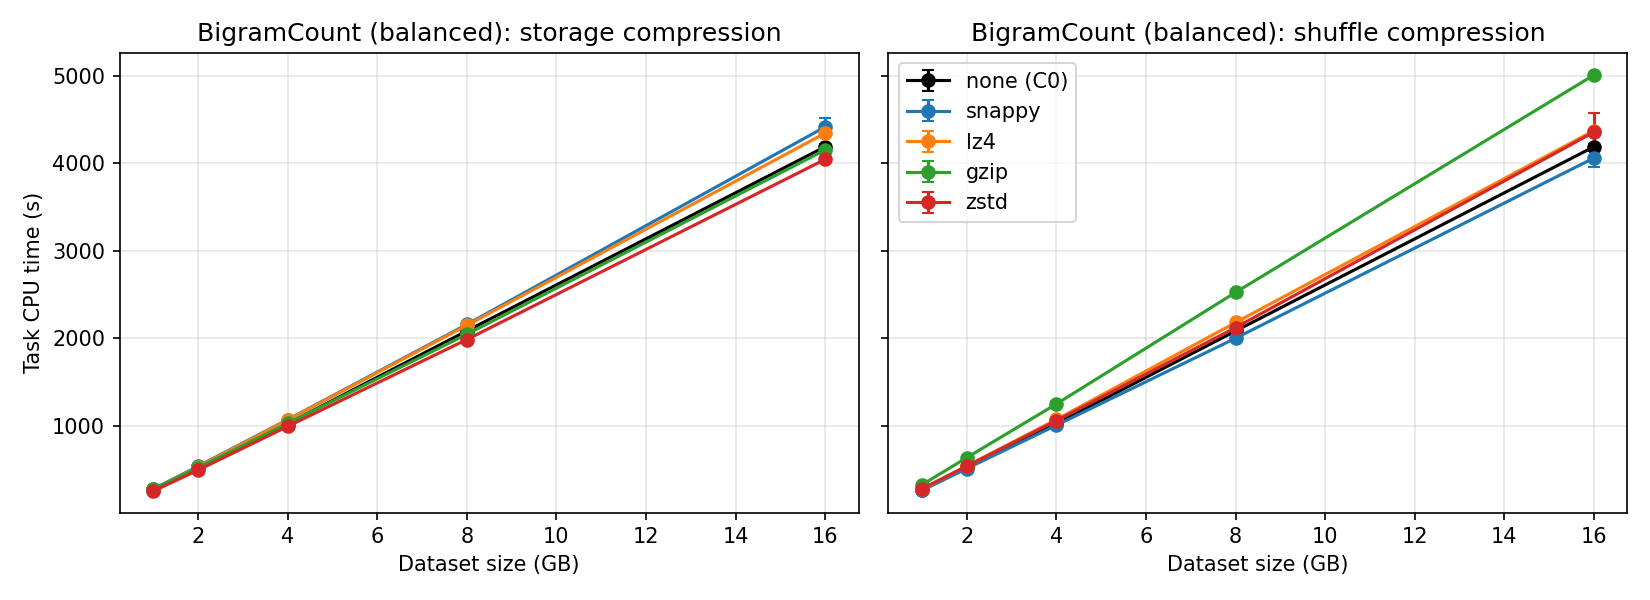 BigramCount (balanced): storage compression
BigramCount (balanced): shuffle compression
5000
4000
3000
2000
1000
Task CPU time (s)
none (C0)
snappy
lz4
gzip
zstd
2 4 6 8 10 12 14 16
2 4 6 8 10 12 14 16
Dataset size (GB)
Dataset size (GB)